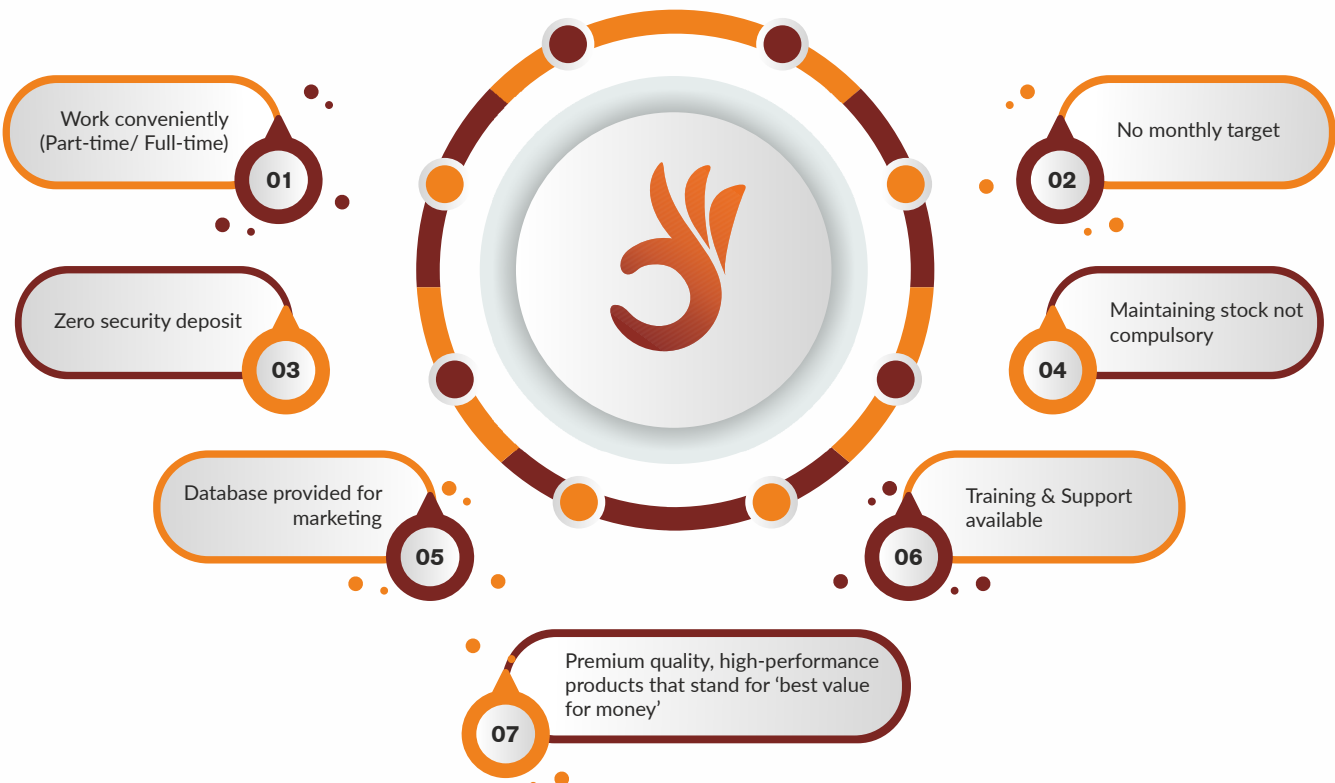 Work conveniently
(Part-time/ Full-time)
01
No monthly target
02
Zero security deposit
03
Maintaining stock not
compulsory
04
Database provided for
marketing
05
Training & Support
available
06
Premium quality, high-performance
products that stand for ‘best value
for money’
07